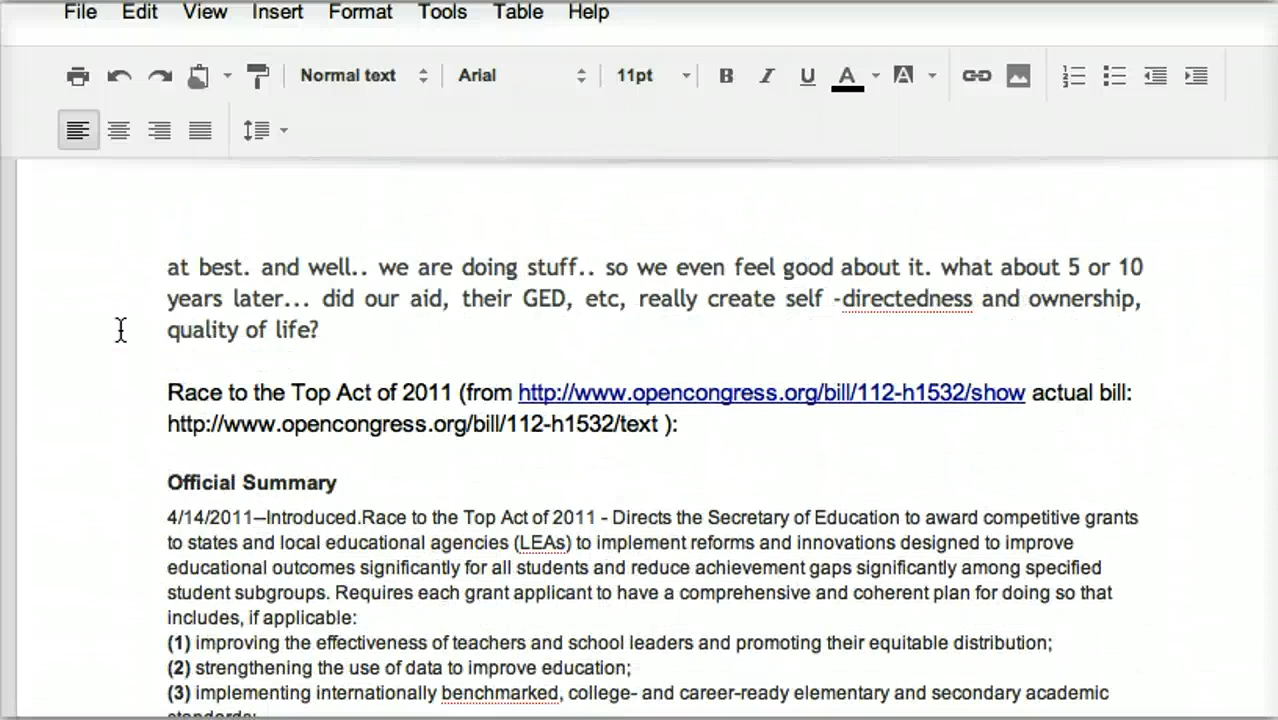 File Edit View Insert Format Tools Table Help
Normal text Arial 11pt B I U A A
at best. and well.. we are doing stuff.. so we even feel good about it. what about 5 or 10
years later... did our aid, their GED, etc, really create self -directedness and ownership,
quality of life?
Race to the Top Act of 2011 (from http://www.opencongress.org/bill/112-h1532/show actual bill:
http://www.opencongress.org/bill/112-h1532/text ):
Official Summary
4/14/2011--Introduced.Race to the Top Act of 2011 - Directs the Secretary of Education to award competitive grants
to states and local educational agencies (LEAs) to implement reforms and innovations designed to improve
educational outcomes significantly for all students and reduce achievement gaps significantly among specified
student subgroups. Requires each grant applicant to have a comprehensive and coherent plan for doing so that
includes, if applicable:
(1) improving the effectiveness of teachers and school leaders and promoting their equitable distribution;
(2) strengthening the use of data to improve education;
(3) implementing internationally benchmarked, college- and career-ready elementary and secondary academic
standards;